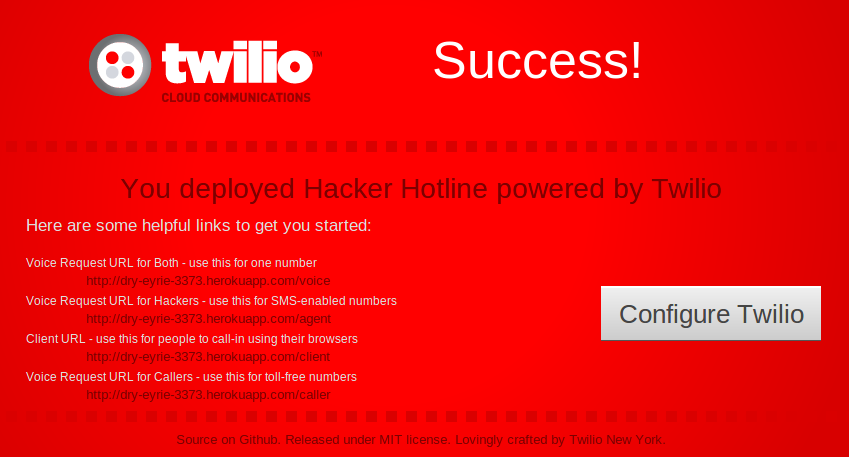 twilio™
CLOUD COMMUNICATIONS
Success!
You deployed Hacker Hotline powered by Twilio
Here are some helpful links to get you started:
Voice Request URL for Both - use this for one number
http://dry-eyrie-3373.herokuapp.com/voice
Voice Request URL for Hackers - use this for SMS-enabled numbers
http://dry-eyrie-3373.herokuapp.com/agent
Client URL - use this for people to call-in using their browsers
http://dry-eyrie-3373.herokuapp.com/client
Voice Request URL for Callers - use this for toll-free numbers
http://dry-eyrie-3373.herokuapp.com/caller
Configure Twilio
Source on Github. Released under MIT license. Lovingly crafted by Twilio New York.